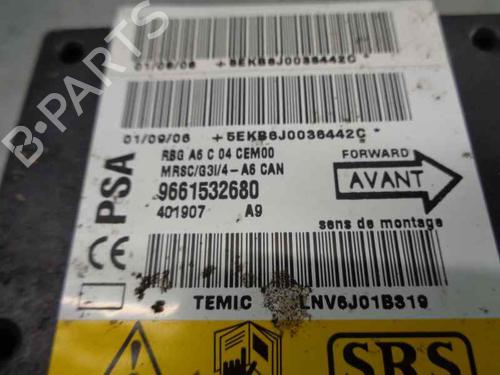 01/09/06 +5EKB6J0036442C*
01/09/06 +5EKB6J0036442C*
PSA
RBG A6 C 04 CEM00
MRSC/G3I/4-A6 CAN
9661532680
401907 A9
FORWARD
AVANT
sens de montage
CE
TEMIC LNV6J01B319
SRS